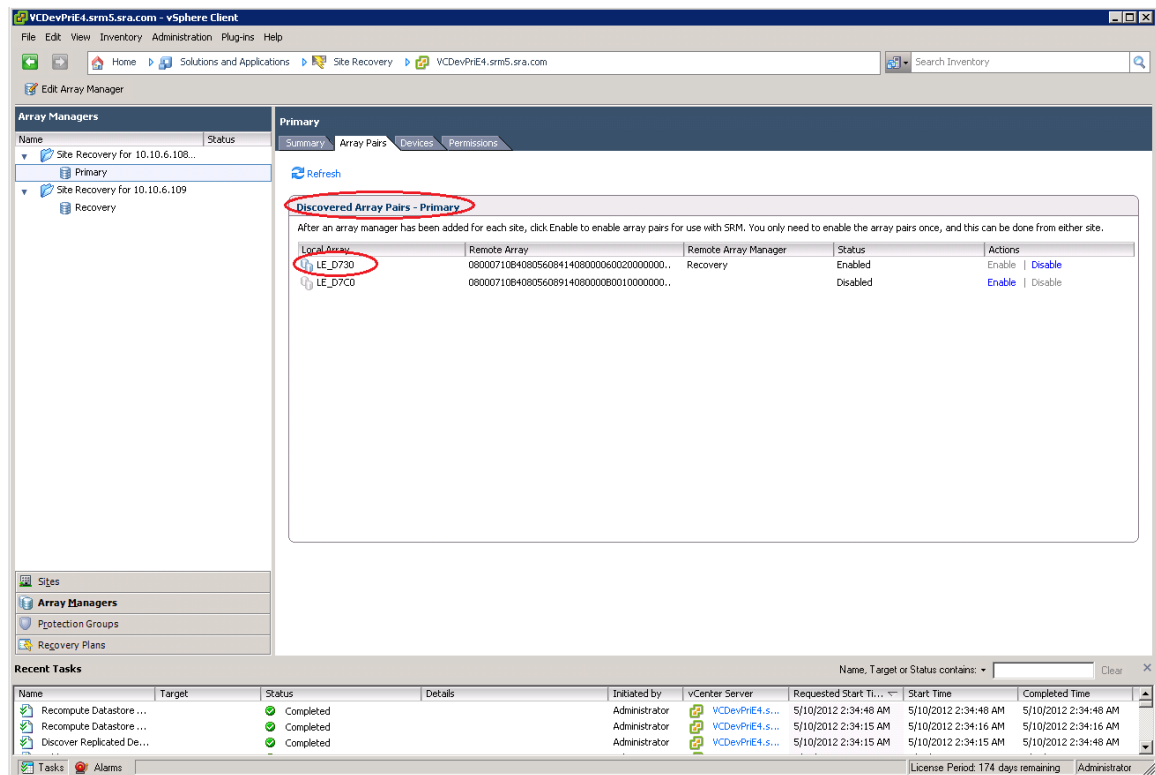 VCDevPriE4.srm5.sra.com - vSphere Client
File Edit View Inventory Administration Plug-ins Help
Home Solutions and Applications Site Recovery VCDevPriE4.srm5.sra.com Search Inventory
Edit Array Manager
Array Managers
Name Status
Site Recovery for 10.10.6.108...
Primary
Site Recovery for 10.10.6.109
Recovery
Primary
Summary Array Pairs Devices Permissions
Refresh
Discovered Array Pairs - Primary
After an array manager has been added for each site, click Enable to enable array pairs for use with SRM. You only need to enable the array pairs once, and this can be done from either site.
Local Array Remote Array Remote Array Manager Status Actions
LE_D730 08000710B4080560841408000060020000000... Recovery Enabled Enable | Disable
LE_D7C0 08000710B40805608914080000B0010000000... Disabled Enable | Disable
Sites
Array Managers
Protection Groups
Recovery Plans
Recent Tasks
Name, Target or Status contains: Clear
Name Target Status Details Initiated by vCenter Server Requested Start Ti... Start Time Completed Time
Recompute Datastore ... Completed Administrator VCDevPriE4.s... 5/10/2012 2:34:48 AM 5/10/2012 2:34:48 AM 5/10/2012 2:34:48 AM
Recompute Datastore ... Completed Administrator VCDevPriE4.s... 5/10/2012 2:34:15 AM 5/10/2012 2:34:16 AM 5/10/2012 2:34:16 AM
Discover Replicated De... Completed Administrator VCDevPriE4.s... 5/10/2012 2:34:15 AM 5/10/2012 2:34:15 AM 5/10/2012 2:34:48 AM
Tasks Alarms License Period: 174 days remaining Administrator